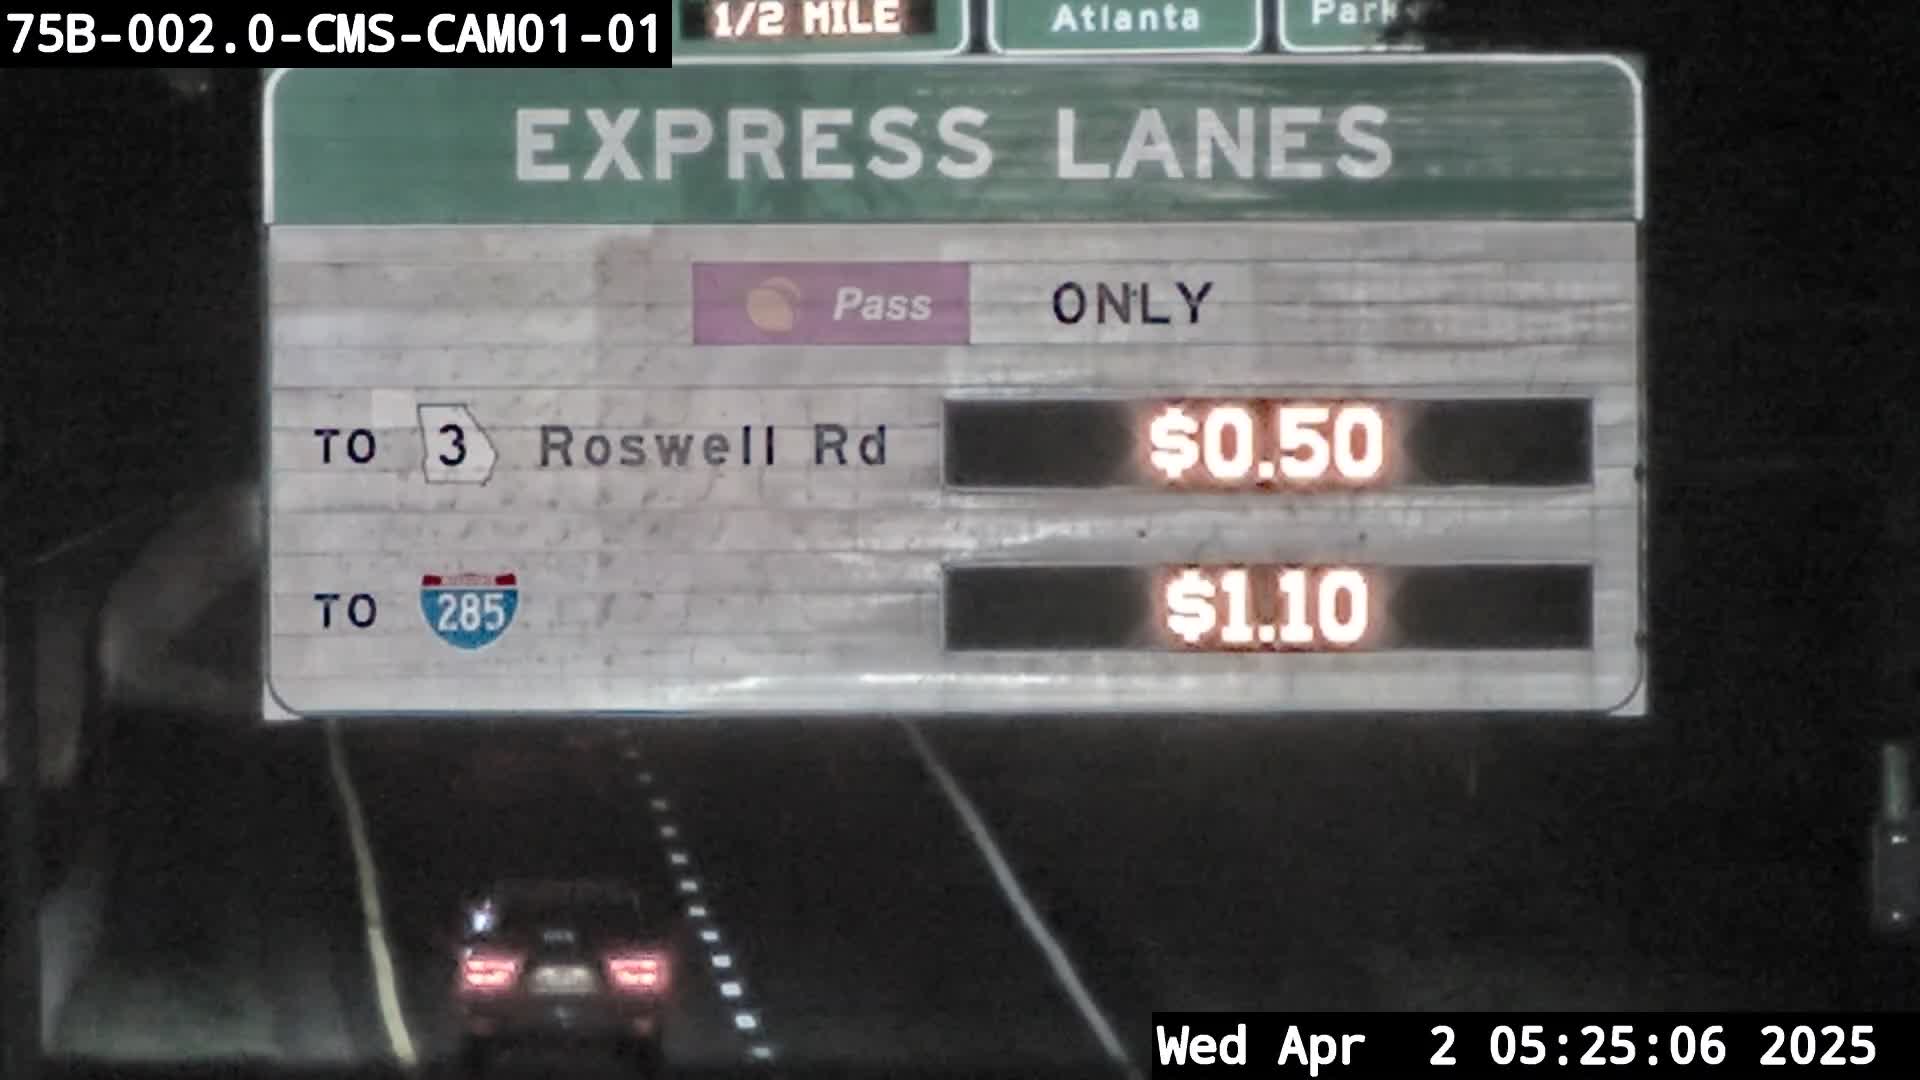 75B-002.0-CMS-CAM01-01
1/2 MILE
Atlanta
Park
EXPRESS LANES
Pass ONLY
TO 3 Roswell Rd $0.50
TO 285 $1.10
Wed Apr 2 05:25:06 2025